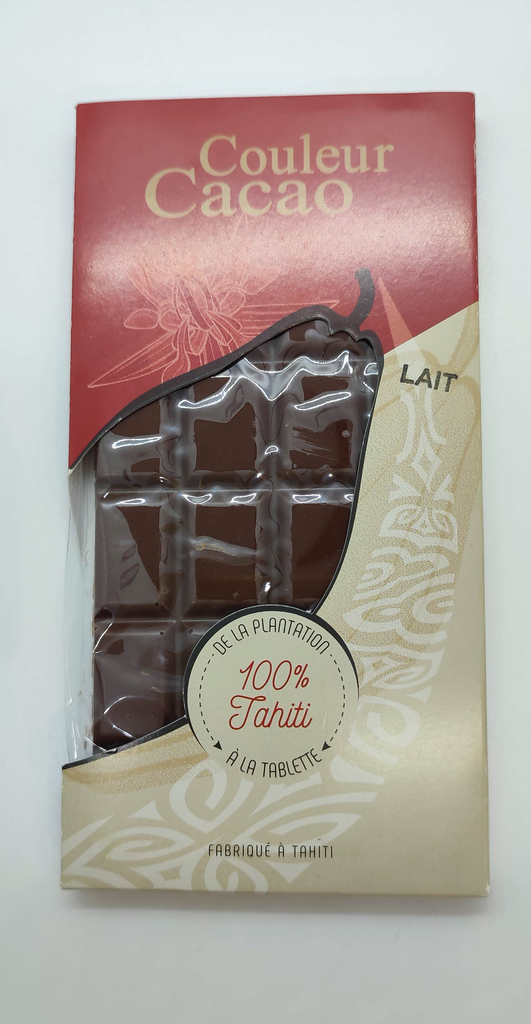 Couleur
Cacao
LAIT
DE LA PLANTATION
100%
Tahiti
À LA TABLETTE
FABRIQUÉ À TAHITI